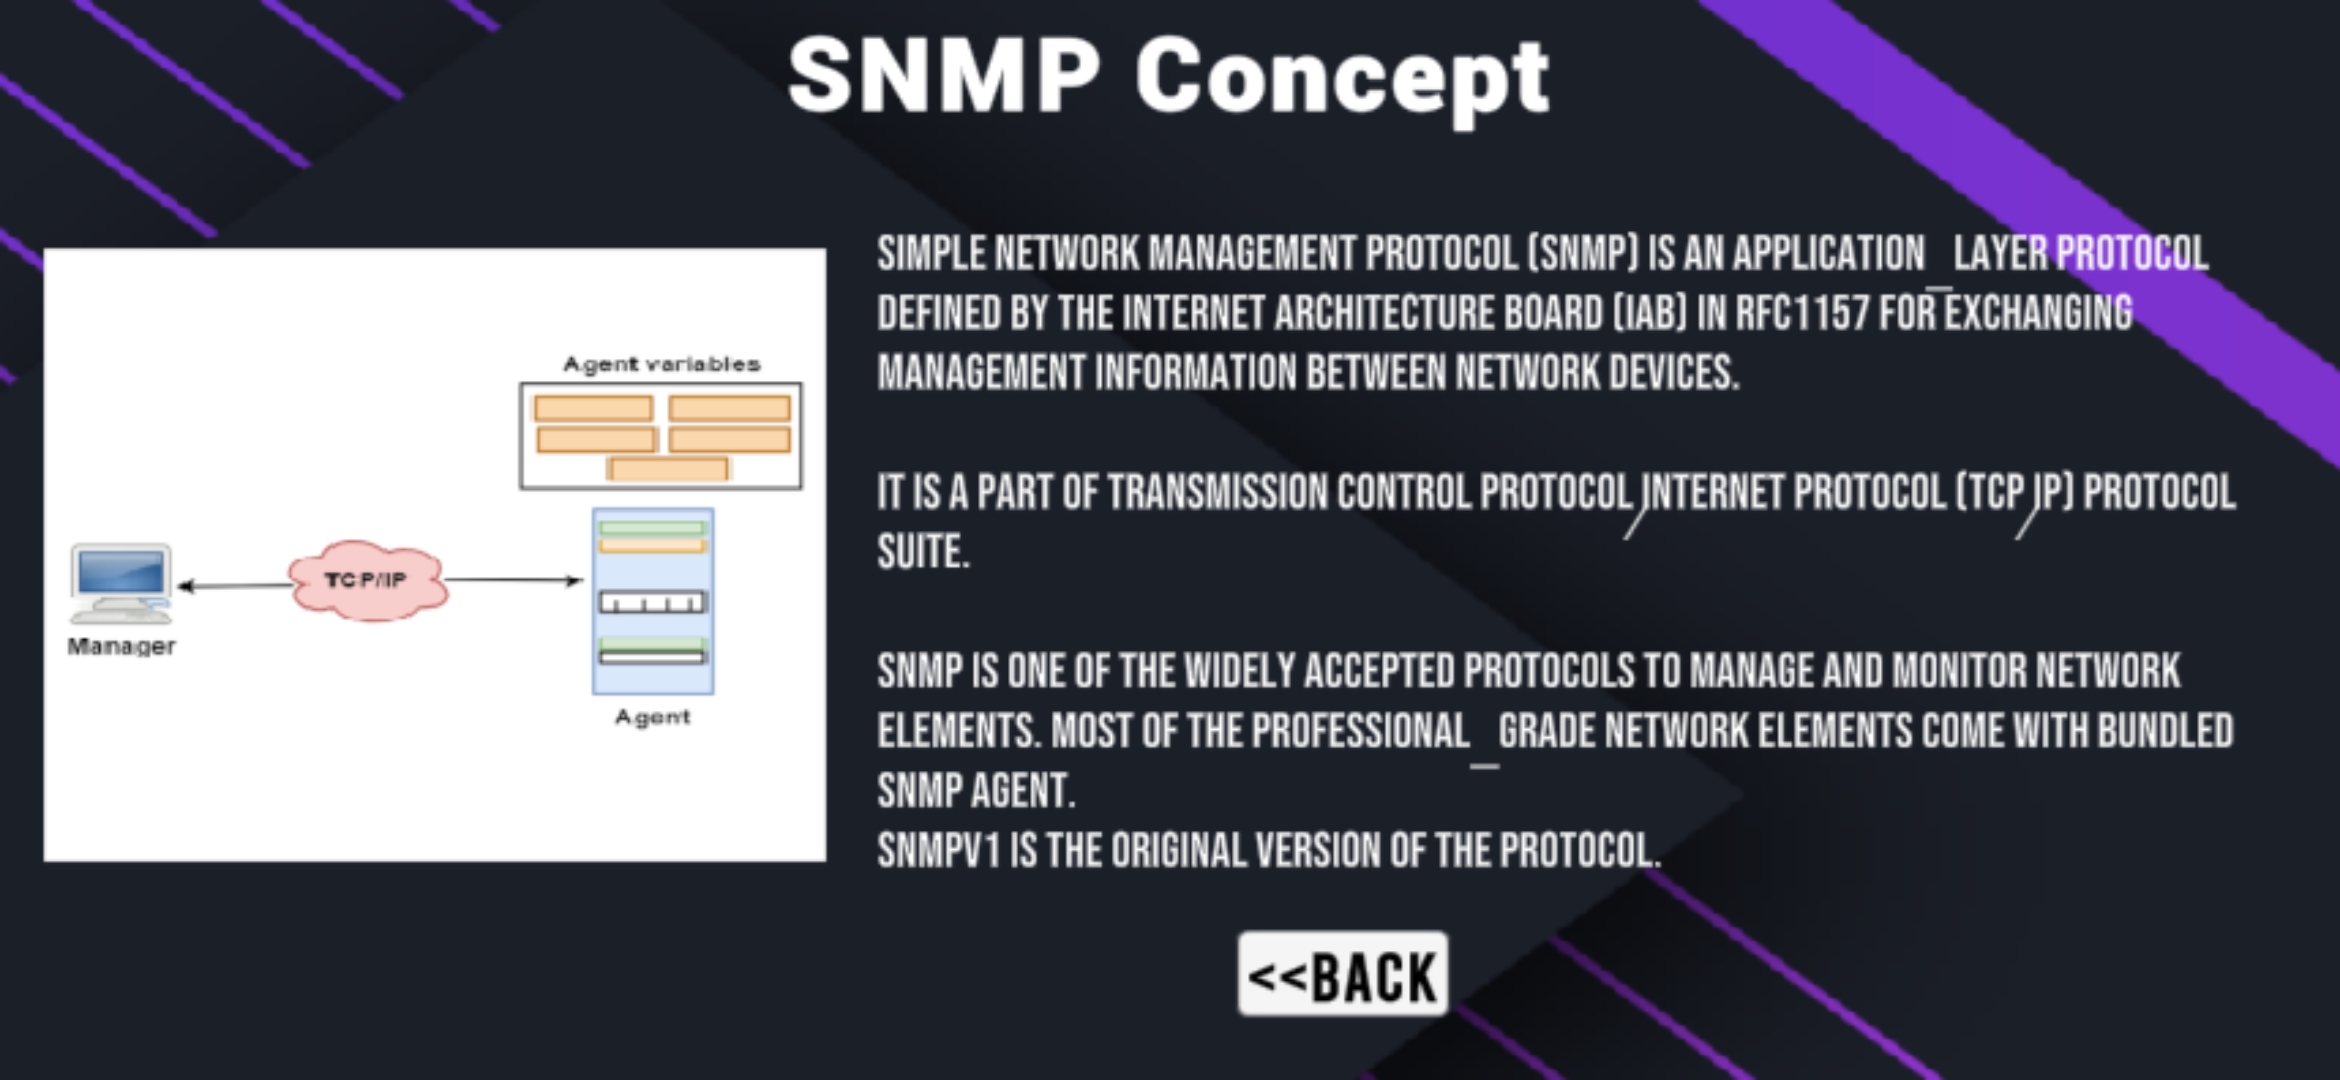 SNMP Concept
Agent variables
TCP/IP
Manager
Agent
SIMPLE NETWORK MANAGEMENT PROTOCOL (SNMP) IS AN APPLICATION_LAYER PROTOCOL
DEFINED BY THE INTERNET ARCHITECTURE BOARD (IAB) IN RFC1157 FOR EXCHANGING
MANAGEMENT INFORMATION BETWEEN NETWORK DEVICES.
IT IS A PART OF TRANSMISSION CONTROL PROTOCOL/INTERNET PROTOCOL (TCP/IP) PROTOCOL
SUITE.
SNMP IS ONE OF THE WIDELY ACCEPTED PROTOCOLS TO MANAGE AND MONITOR NETWORK
ELEMENTS. MOST OF THE PROFESSIONAL_GRADE NETWORK ELEMENTS COME WITH BUNDLED
SNMP AGENT.
SNMPV1 IS THE ORIGINAL VERSION OF THE PROTOCOL.
<<BACK